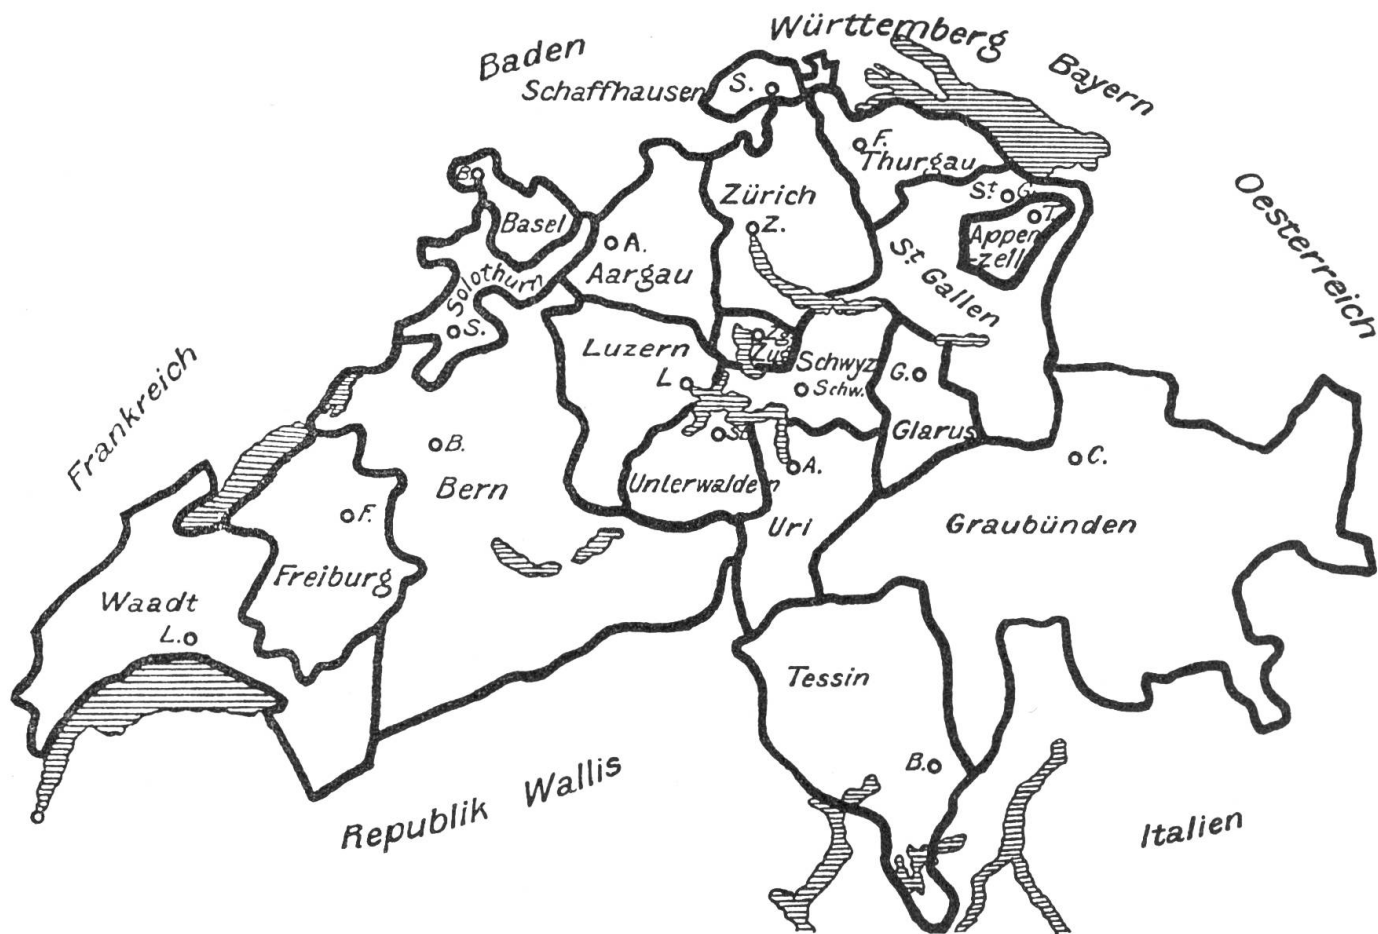 Württemberg
Baden
Bayern
Schaffhausen
S.
F.
Thurgau
B.
Zürich
St G.
Oesterreich
Basel
Z.
T.
A.
Appen
-zell
Aargau
St Gallen
Solothurn
S.
Zg.
Luzern
Zug
Schwyz
Frankreich
L.
G.
Schw.
Glarus
B.
S.
C.
A.
Bern
Unterwalden
F.
Uri
Graubünden
Freiburg
Waadt
L.
Tessin
B.
Republik Wallis
Italien